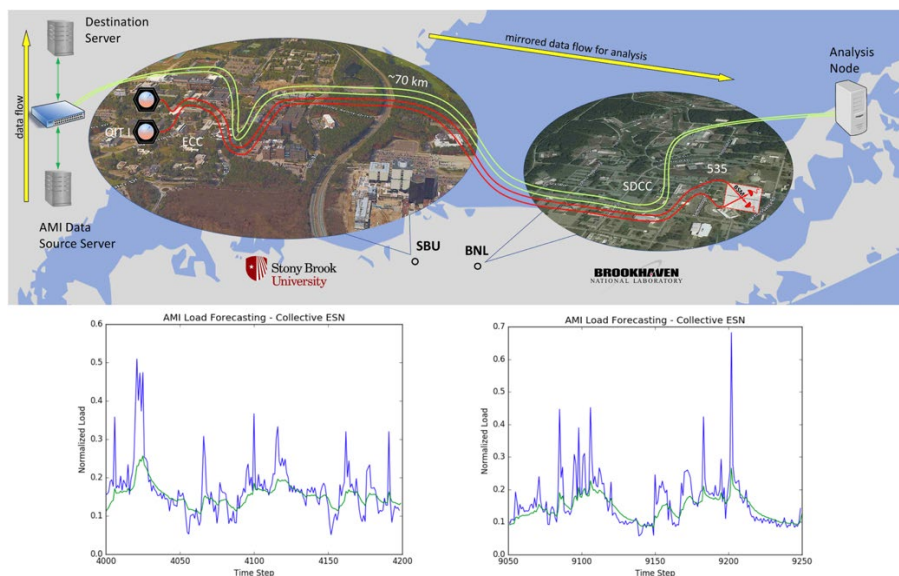 Destination
Server
data flow
AMI Data
Source Server
QIT L
ECC
~70 km
mirrored data flow for analysis
Analysis
Node
SDCC
535
SBU
BNL
Stony Brook
University
BROOKHAVEN
NATIONAL LABORATORY
AMI Load Forecasting - Collective ESN
Normalized Load
0.6
0.5
0.4
0.3
0.2
0.1
0.0
4000
4050
4100
4150
4200
Time Step
AMI Load Forecasting - Collective ESN
Normalized Load
0.7
0.6
0.5
0.4
0.3
0.2
0.1
0.0
9050
9100
9150
9200
9250
Time Step